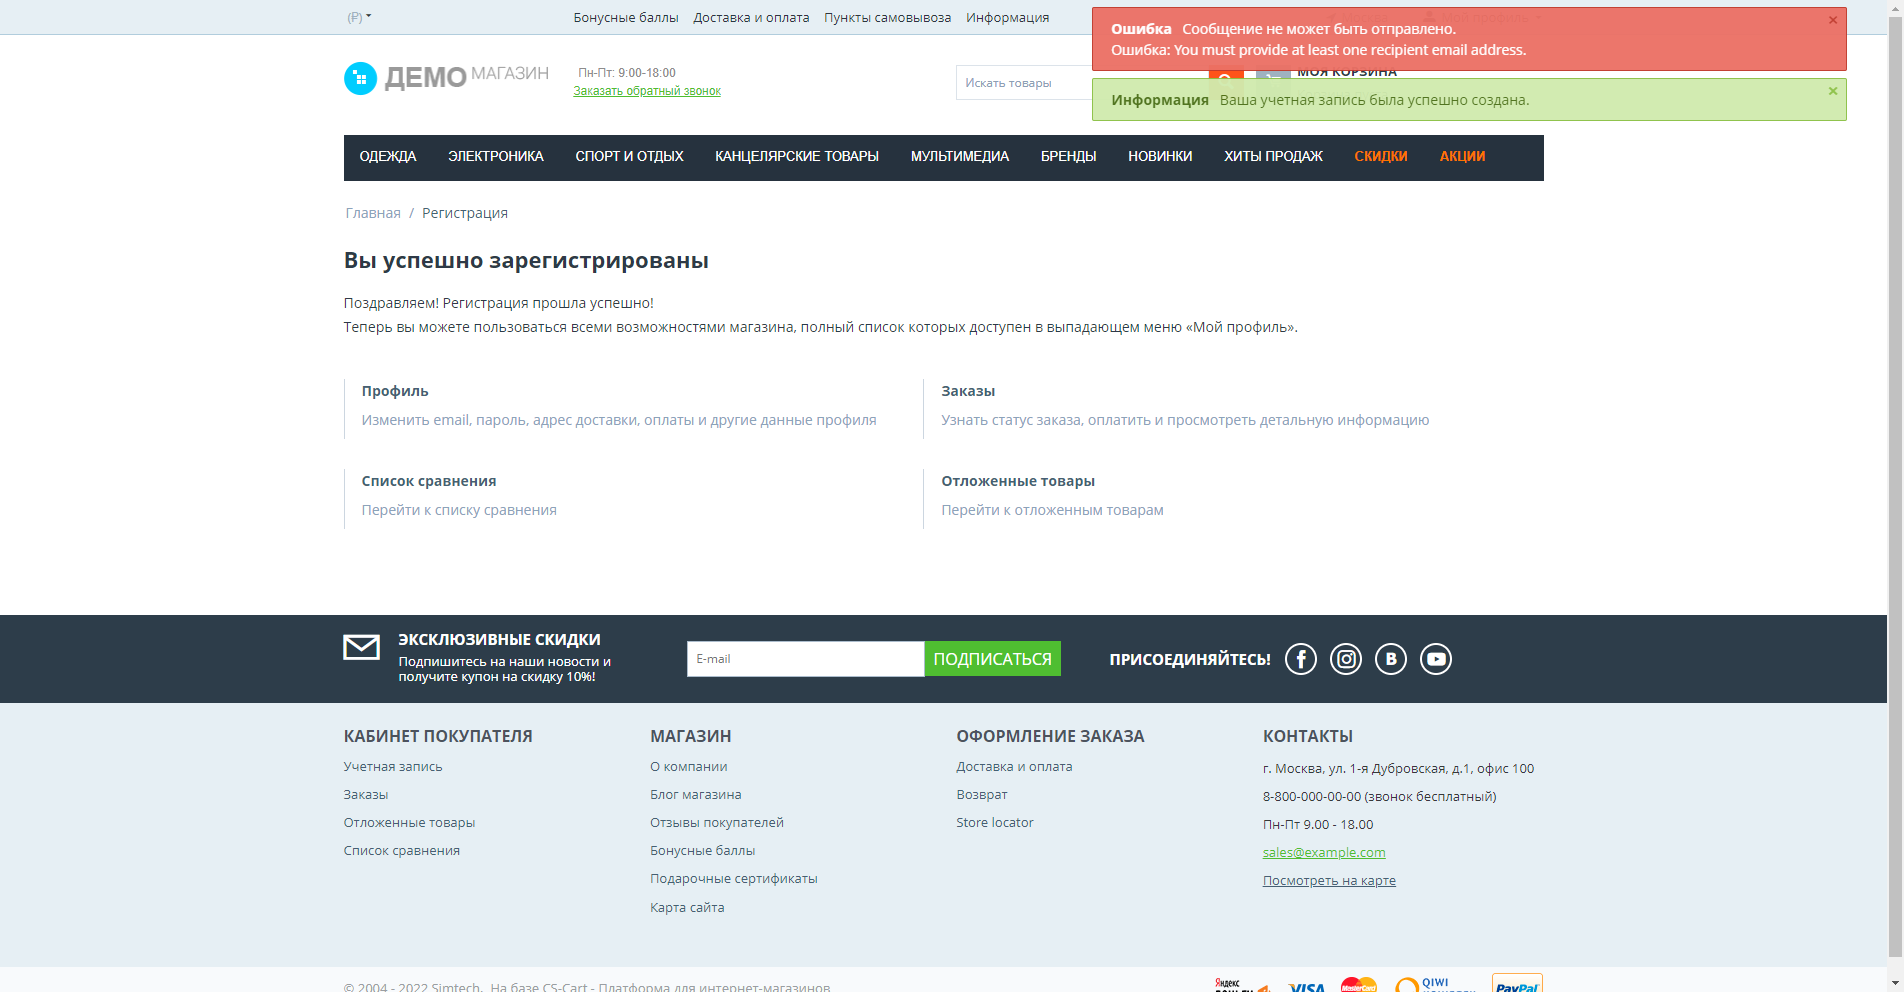 (₽)
Бонусные баллы Доставка и оплата Пункты самовывоза Информация
Ошибка Сообщение не может быть отправлено.
Ошибка: You must provide at least one recipient email address.
ДЕМО МАГАЗИН
Пн-Пт: 9:00-18:00
Заказать обратный звонок
Искать товары
МОЯ КОРЗИНА
Информация Ваша учетная запись была успешно создана.
ОДЕЖДА ЭЛЕКТРОНИКА СПОРТ И ОТДЫХ КАНЦЕЛЯРСКИЕ ТОВАРЫ МУЛЬТИМЕДИА БРЕНДЫ НОВИНКИ ХИТЫ ПРОДАЖ СКИДКИ АКЦИИ
Главная / Регистрация
Вы успешно зарегистрированы
Поздравляем! Регистрация прошла успешно!
Теперь вы можете пользоваться всеми возможностями магазина, полный список которых доступен в выпадающем меню «Мой профиль».
Профиль
Изменить email, пароль, адрес доставки, оплаты и другие данные профиля
Заказы
Узнать статус заказа, оплатить и просмотреть детальную информацию
Список сравнения
Перейти к списку сравнения
Отложенные товары
Перейти к отложенным товарам
ЭКСКЛЮЗИВНЫЕ СКИДКИ
Подпишитесь на наши новости и
получите купон на скидку 10%!
E-mail
ПОДПИСАТЬСЯ
ПРИСОЕДИНЯЙТЕСЬ!
КАБИНЕТ ПОКУПАТЕЛЯ
Учетная запись
Заказы
Отложенные товары
Список сравнения
МАГАЗИН
О компании
Блог магазина
Отзывы покупателей
Бонусные баллы
Подарочные сертификаты
Карта сайта
ОФОРМЛЕНИЕ ЗАКАЗА
Доставка и оплата
Возврат
Store locator
КОНТАКТЫ
г. Москва, ул. 1-я Дубровская, д.1, офис 100
8-800-000-00-00 (звонок бесплатный)
Пн-Пт 9.00 - 18.00
sales@example.com
Посмотреть на карте
© 2004 - 2022 Simtech. На базе CS-Cart - Платформа для интернет-магазинов
Яндекс
VISA
MasterCard
QIWI
PayPal